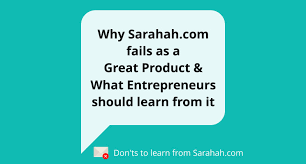 Why Sarahah.com
fails as a
Great Product &
What Entrepreneurs
should learn from it
Don'ts to learn from Sarahah.com